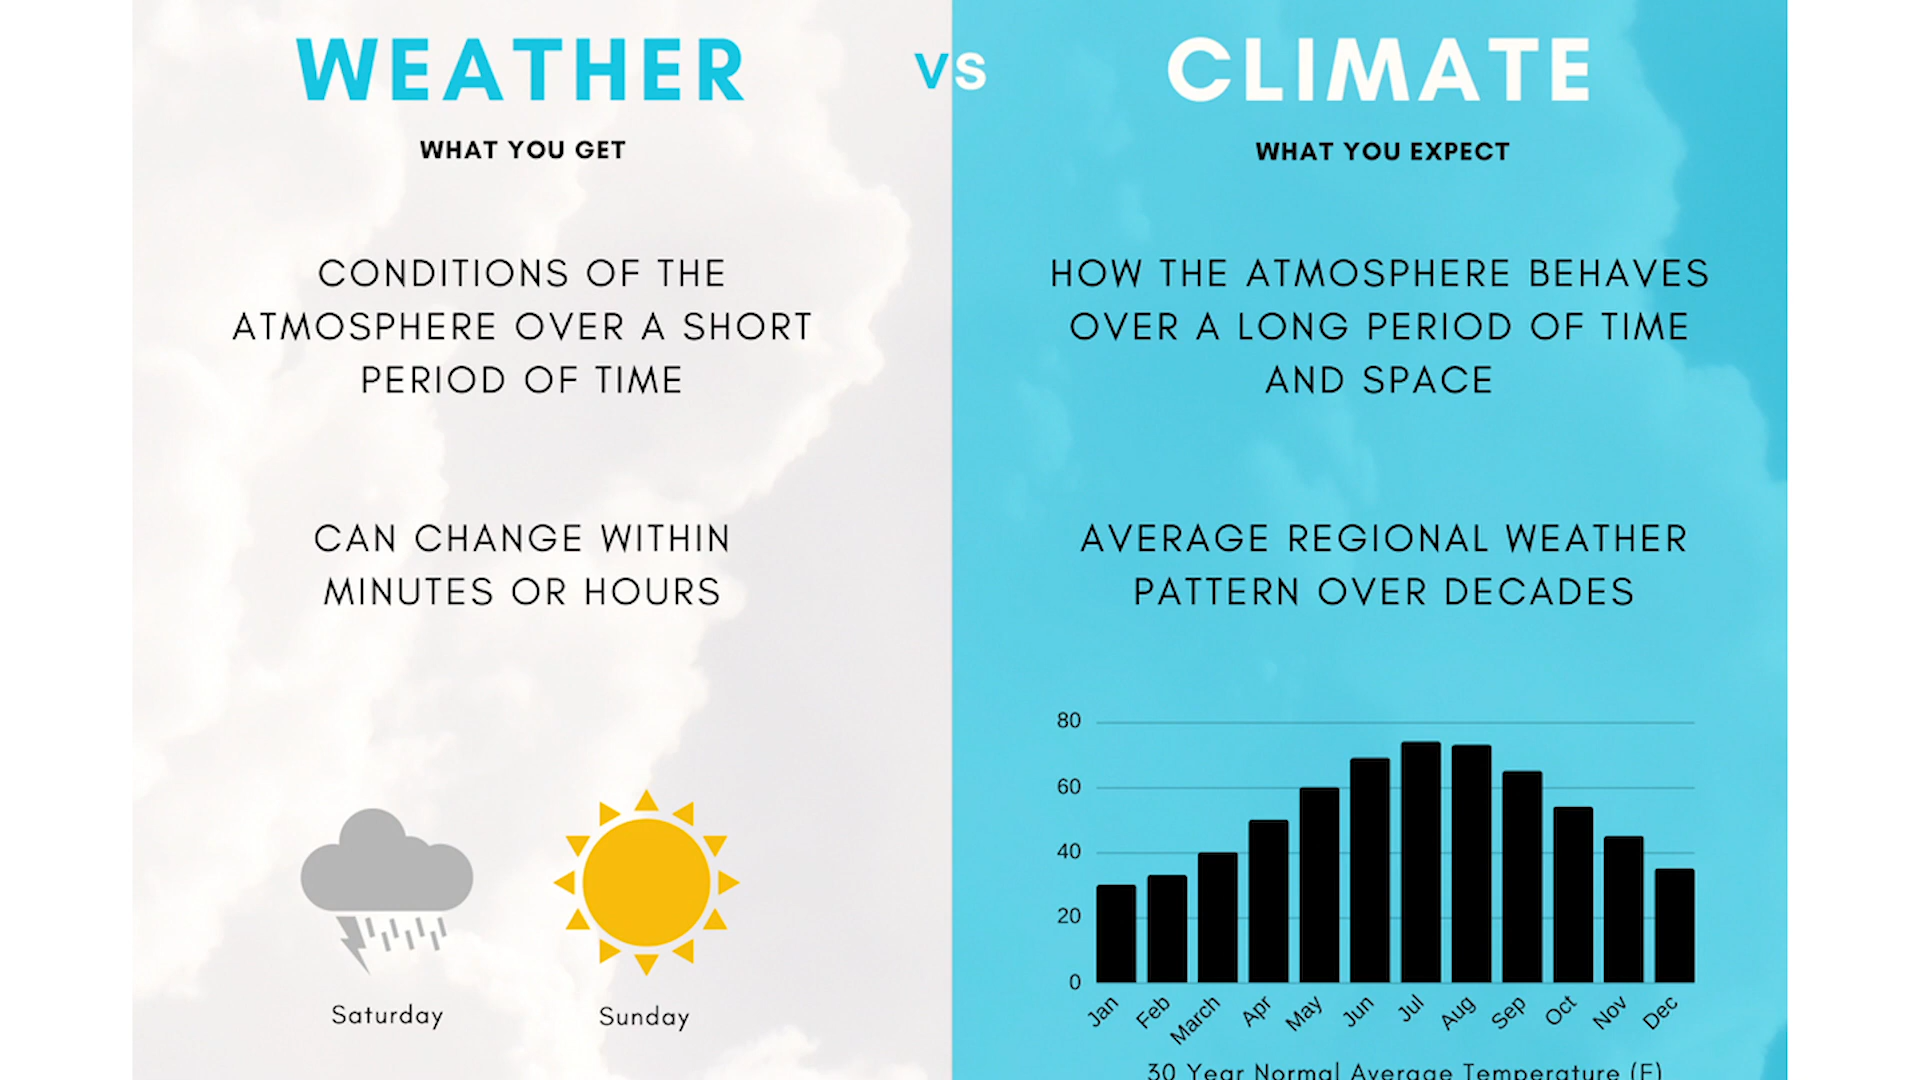 WEATHER
VS
CLIMATE
WHAT YOU GET
WHAT YOU EXPECT
CONDITIONS OF THE
ATMOSPHERE OVER A SHORT
PERIOD OF TIME
HOW THE ATMOSPHERE BEHAVES
OVER A LONG PERIOD OF TIME
AND SPACE
CAN CHANGE WITHIN
MINUTES OR HOURS
AVERAGE REGIONAL WEATHER
PATTERN OVER DECADES
Saturday
Sunday
80
60
40
20
0
Jan
Feb
March
Apr
May
Jun
Jul
Aug
Sep
Oct
Nov
Dec
30 Year Normal Average Temperature (F)